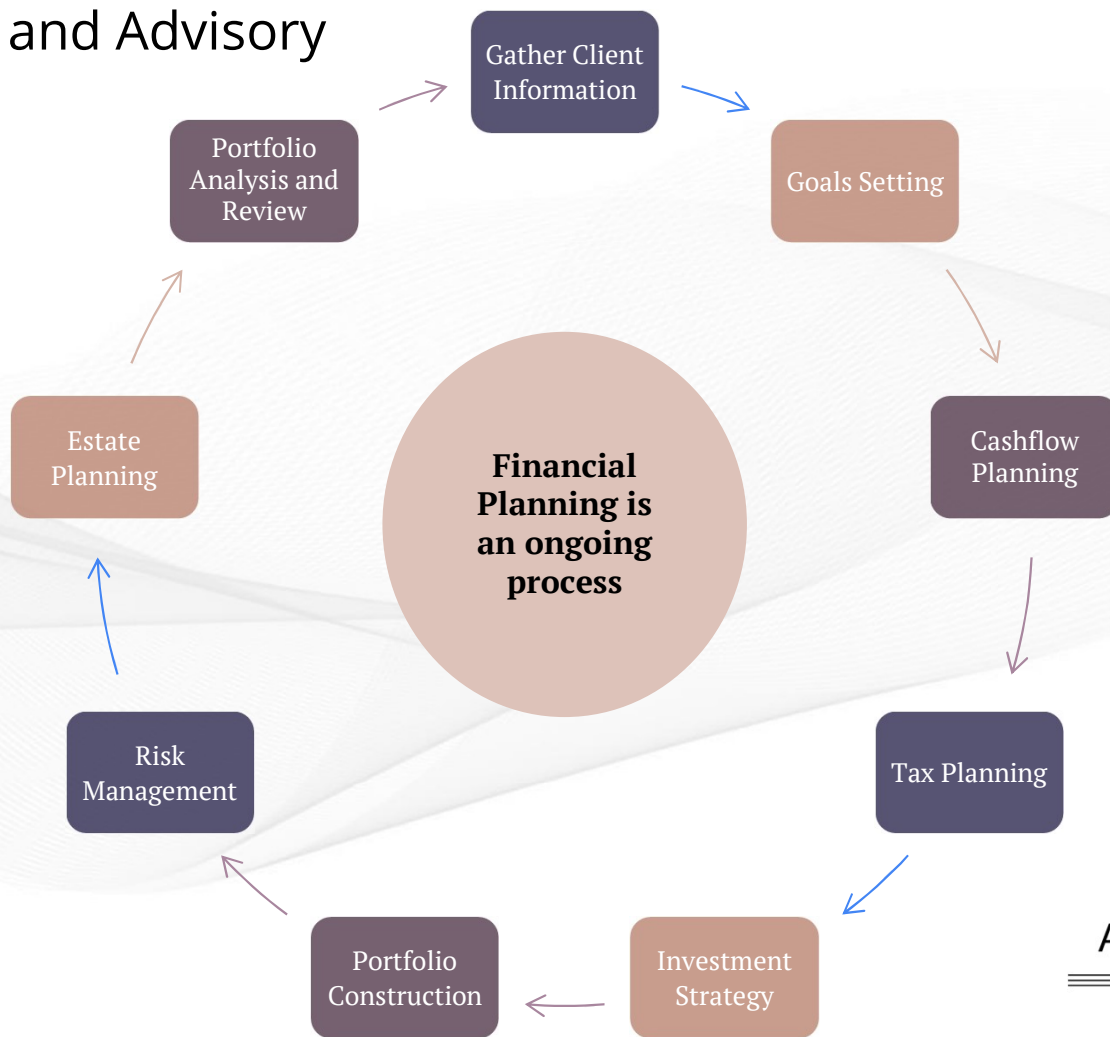 and Advisory
Gather Client
Information
Goals Setting
Cashflow
Planning
Tax Planning
Investment
Strategy
Portfolio
Construction
Risk
Management
Estate
Planning
Portfolio
Analysis and
Review
Financial
Planning is
an ongoing
process